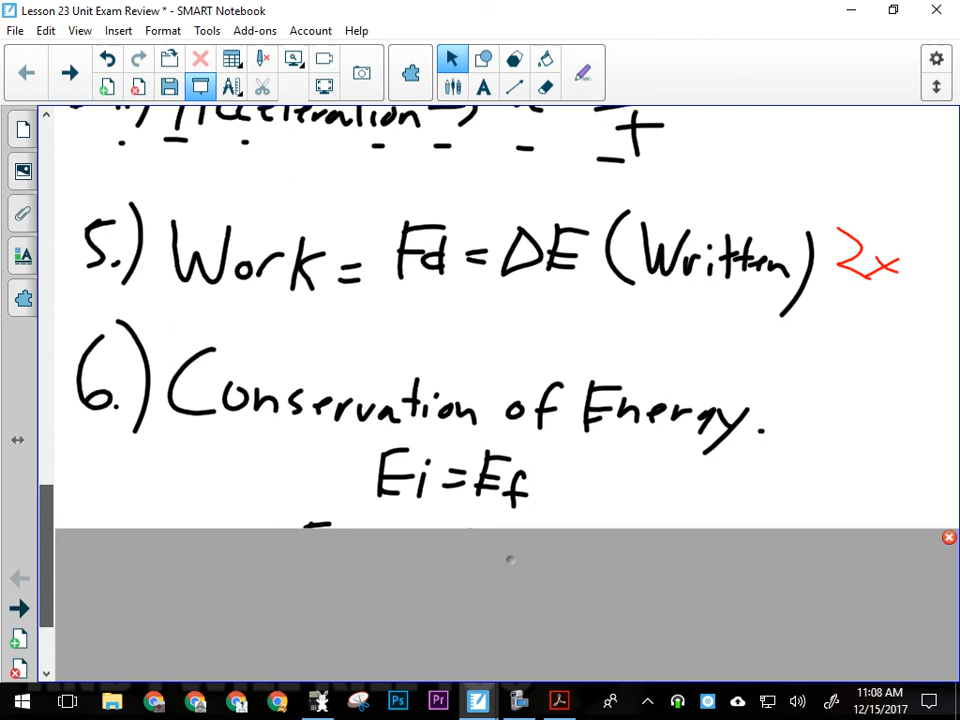 Lesson 23 Unit Exam Review * - SMART Notebook
File Edit View Insert Format Tools Add-ons Account Help
Acceleration →
5.) Work = Fd = ΔE (Written) 2x
6.) Conservation of Energy.
Ei = Ef
11:08 AM
12/15/2017